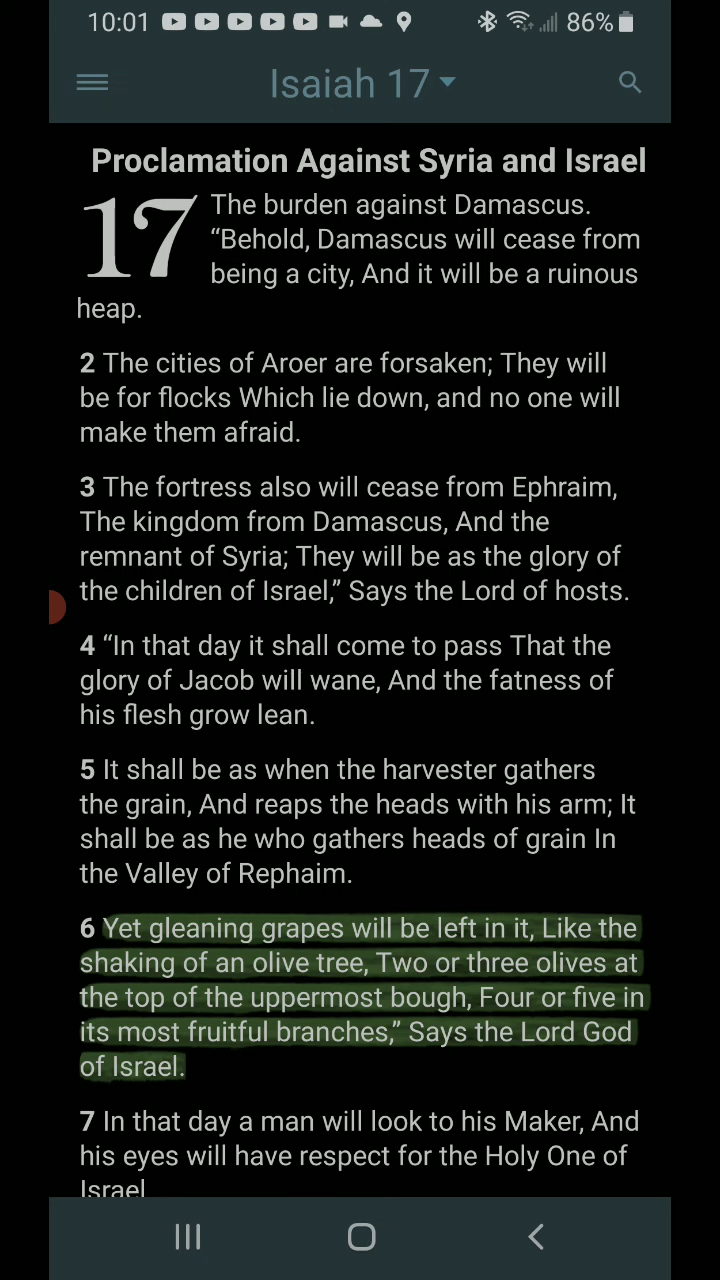 10:01 86%
Isaiah 17
Proclamation Against Syria and Israel
17 The burden against Damascus.
“Behold, Damascus will cease from
being a city, And it will be a ruinous
heap.
2 The cities of Aroer are forsaken; They will
be for flocks Which lie down, and no one will
make them afraid.
3 The fortress also will cease from Ephraim,
The kingdom from Damascus, And the
remnant of Syria; They will be as the glory of
the children of Israel,” Says the Lord of hosts.
4 “In that day it shall come to pass That the
glory of Jacob will wane, And the fatness of
his flesh grow lean.
5 It shall be as when the harvester gathers
the grain, And reaps the heads with his arm; It
shall be as he who gathers heads of grain In
the Valley of Rephaim.
6 Yet gleaning grapes will be left in it, Like the
shaking of an olive tree, Two or three olives at
the top of the uppermost bough, Four or five in
its most fruitful branches,” Says the Lord God
of Israel.
7 In that day a man will look to his Maker, And
his eyes will have respect for the Holy One of
Israel